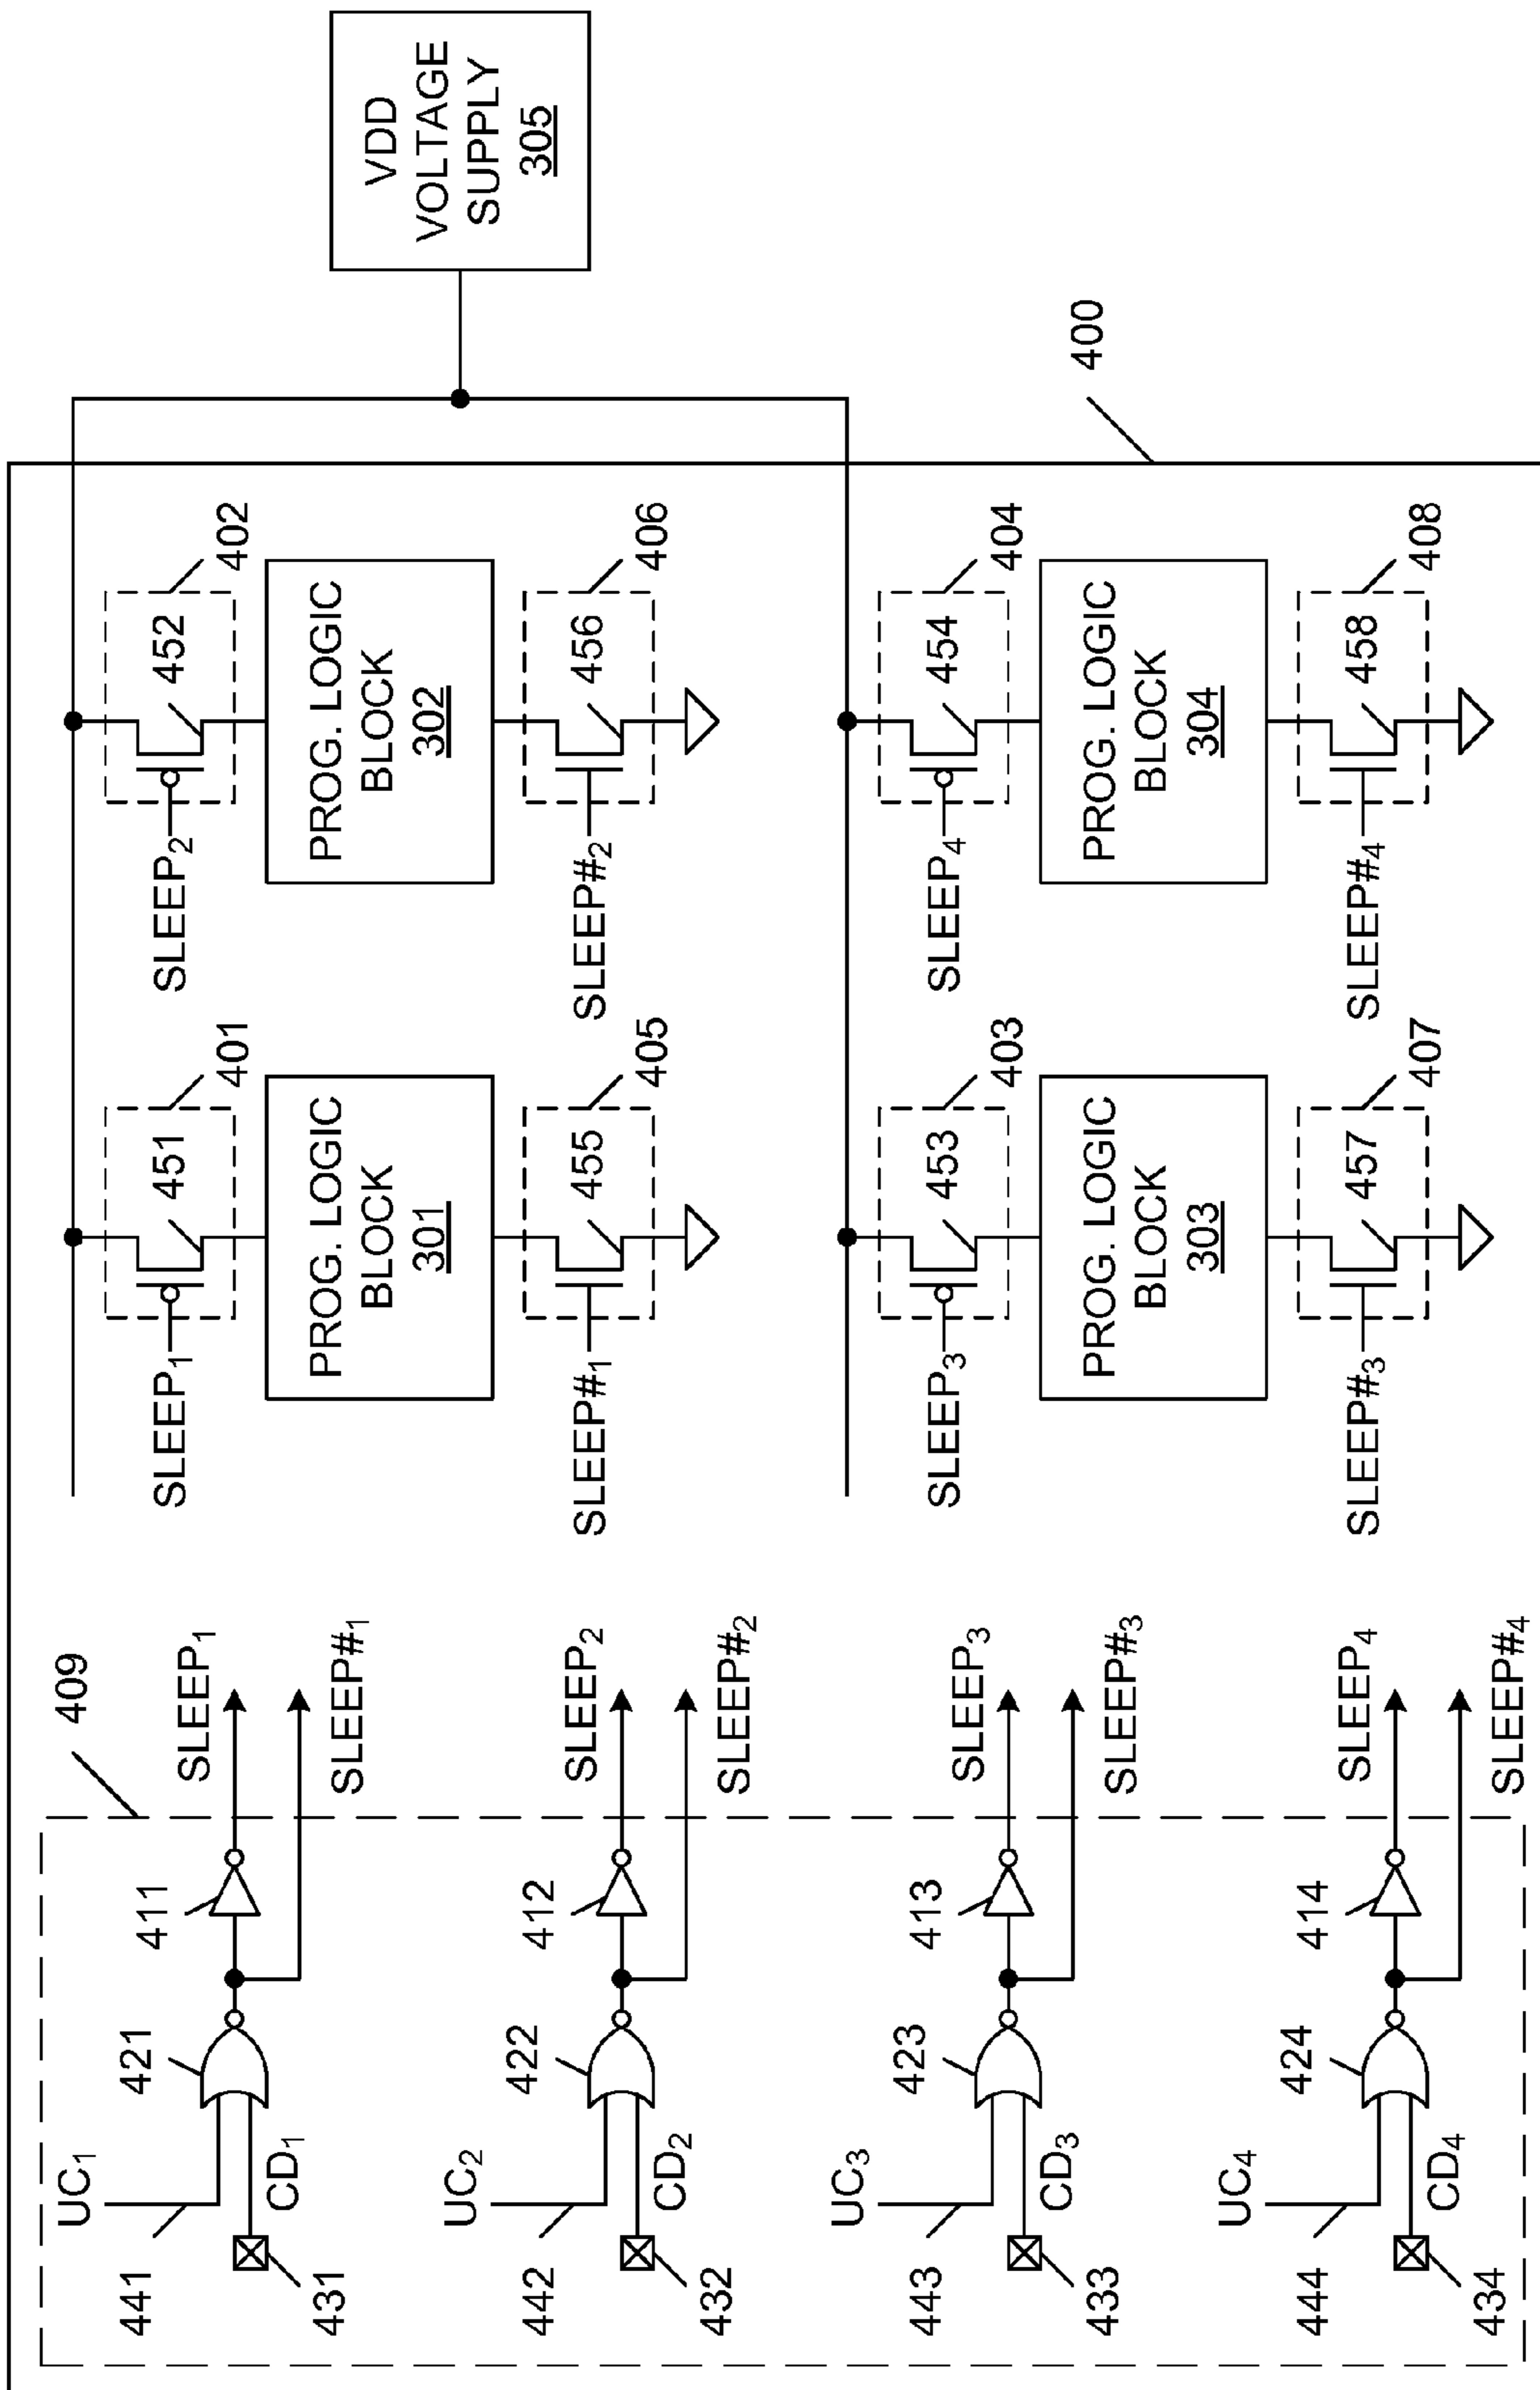 409
UC₁
441
421
411
SLEEP₁
CD₁
431
SLEEP#₁
UC₂
442
422
412
SLEEP₂
CD₂
432
SLEEP#₂
UC₃
443
423
413
SLEEP₃
CD₃
433
SLEEP#₃
UC₄
444
424
414
SLEEP₄
CD₄
434
SLEEP#₄
SLEEP₁
451
401
PROG. LOGIC
BLOCK
301
SLEEP#₁
455
405
SLEEP₂
452
402
PROG. LOGIC
BLOCK
302
SLEEP#₂
456
406
SLEEP₃
453
403
PROG. LOGIC
BLOCK
303
SLEEP#₃
457
407
SLEEP₄
454
404
PROG. LOGIC
BLOCK
304
SLEEP#₄
458
408
VDD
VOLTAGE
SUPPLY
305
400